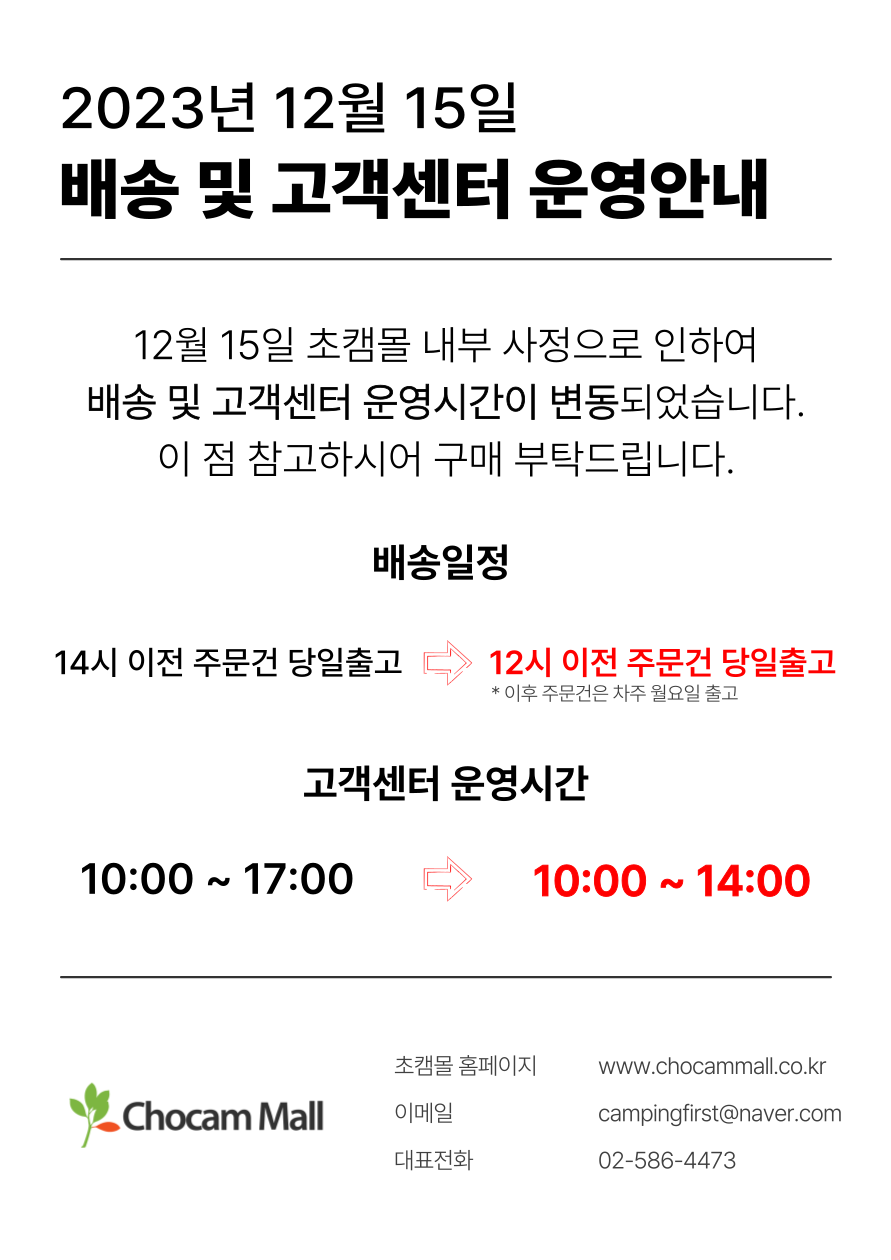 2023년 12월 15일
배송 및 고객센터 운영안내
12월 15일 초캠몰 내부 사정으로 인하여
배송 및 고객센터 운영시간이 변동되었습니다.
이 점 참고하시어 구매 부탁드립니다.
배송일정
14시 이전 주문건 당일출고
12시 이전 주문건 당일출고
* 이후 주문건은 차주 월요일 출고
고객센터 운영시간
10:00 ~ 17:00
10:00 ~ 14:00
Chocam Mall
초캠몰 홈페이지 www.chocammall.co.kr
이메일 campingfirst@naver.com
대표전화 02-586-4473